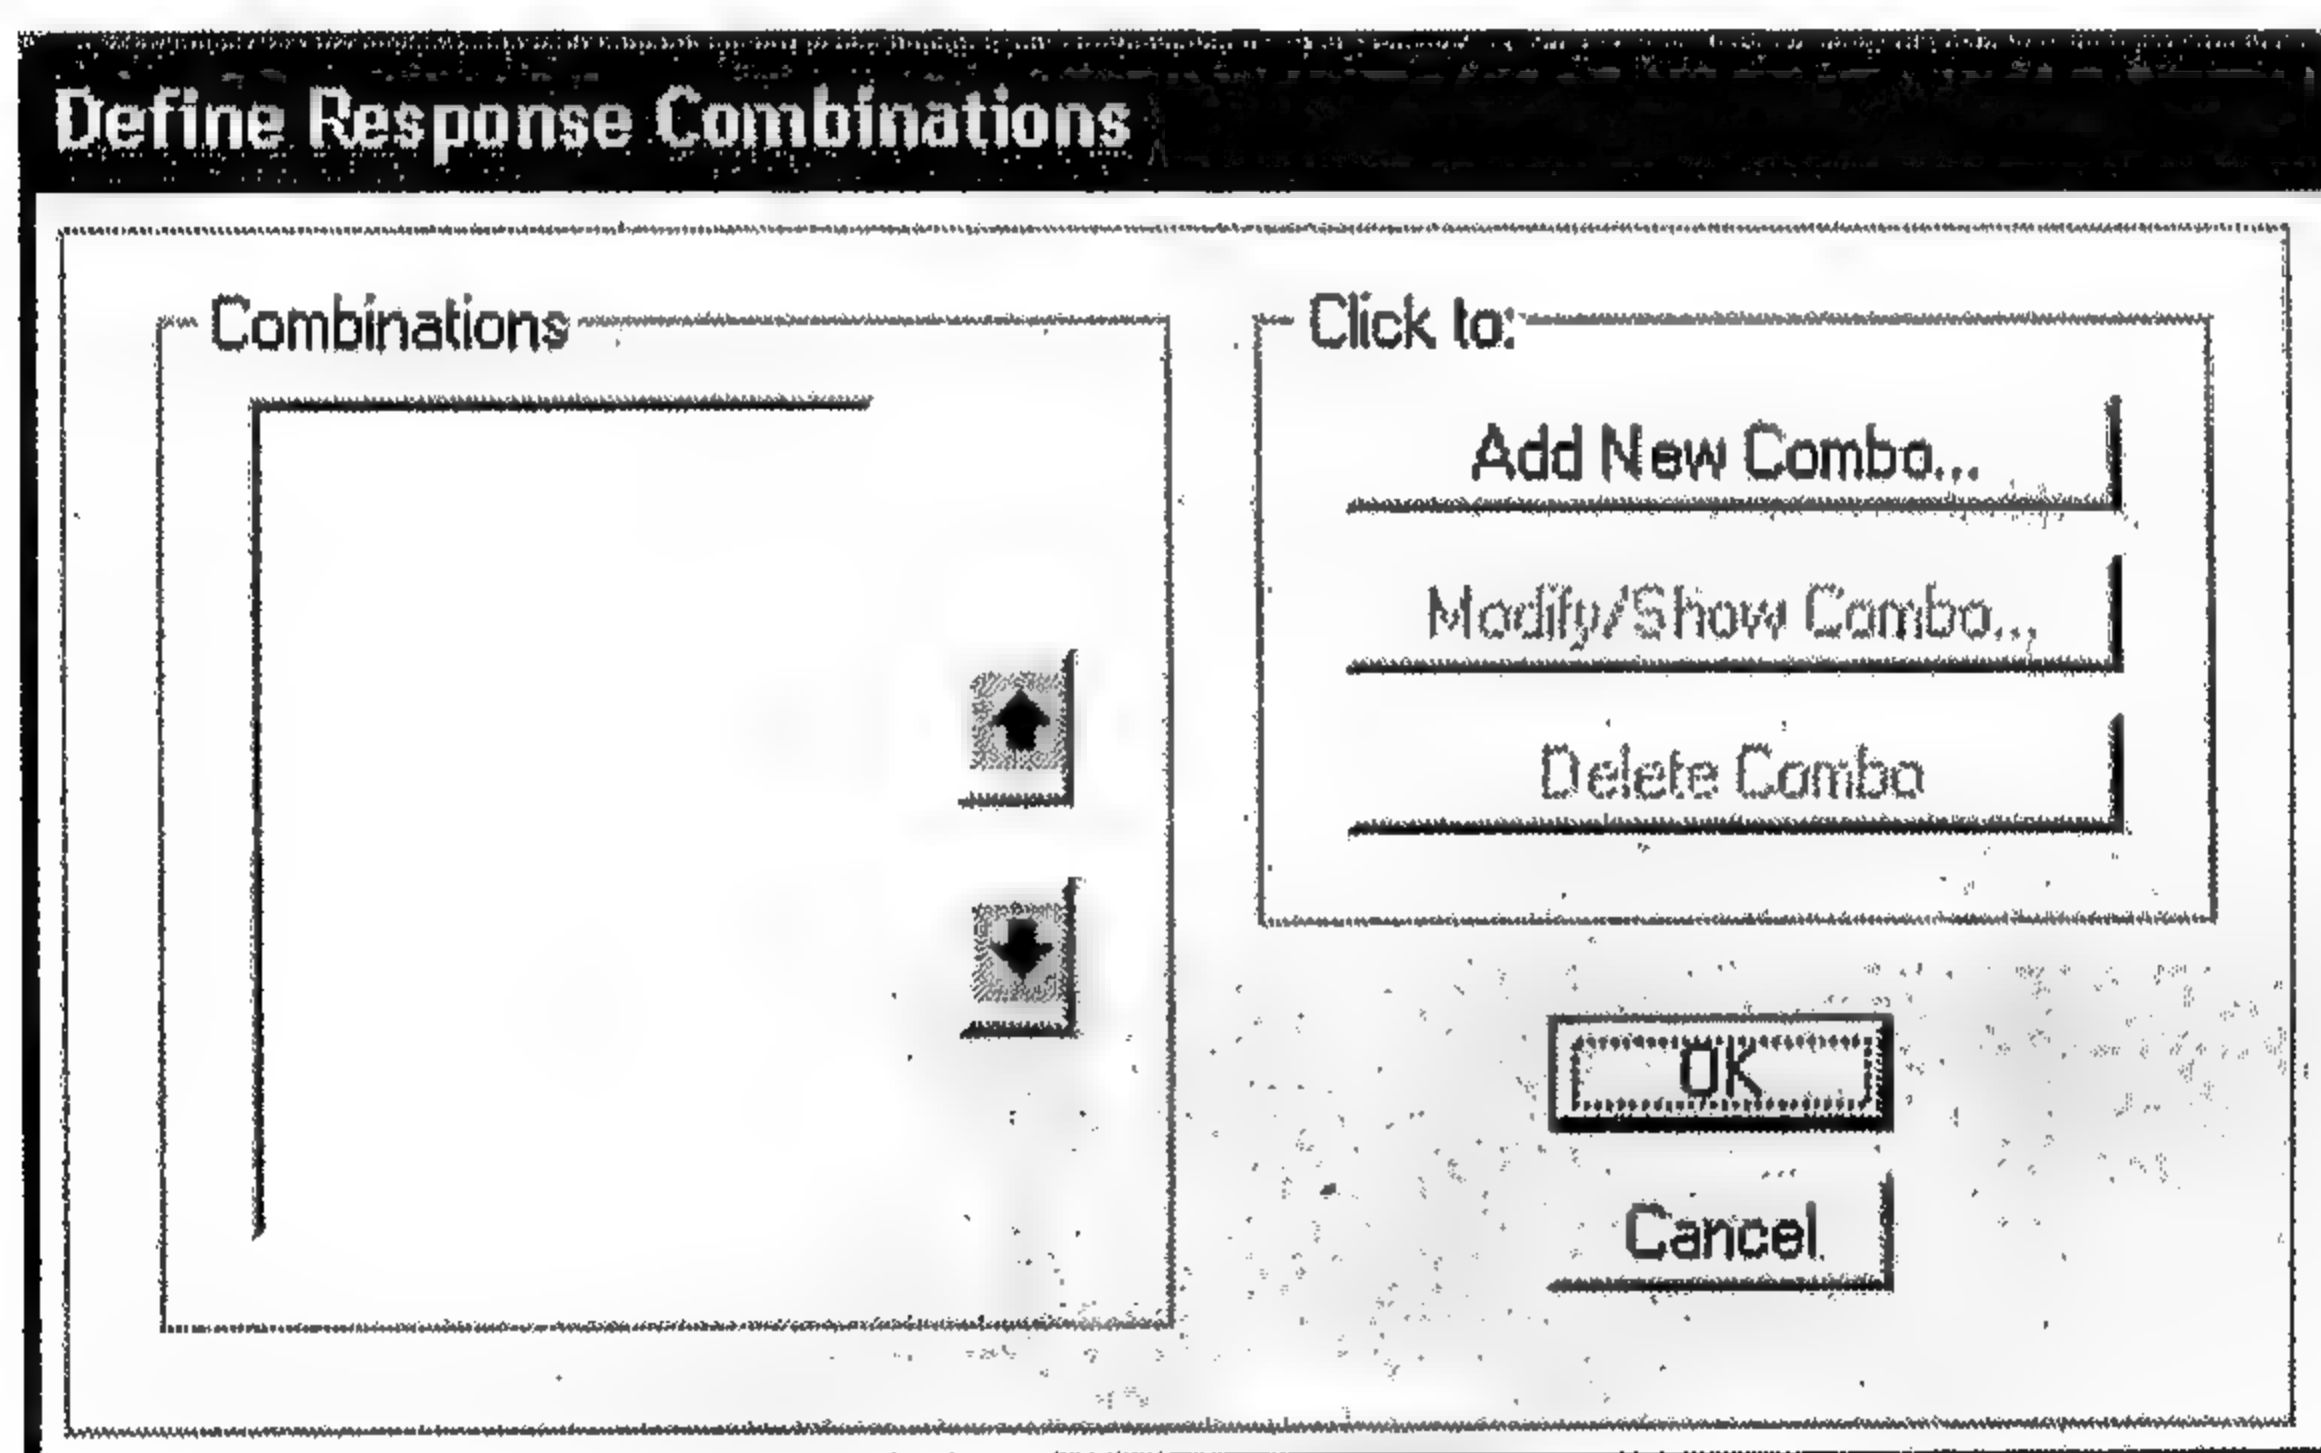 Define Response Combinations
Combinations
Click to:
Add New Combo...
Modify/Show Combo...
Delete Combo
OK
Cancel